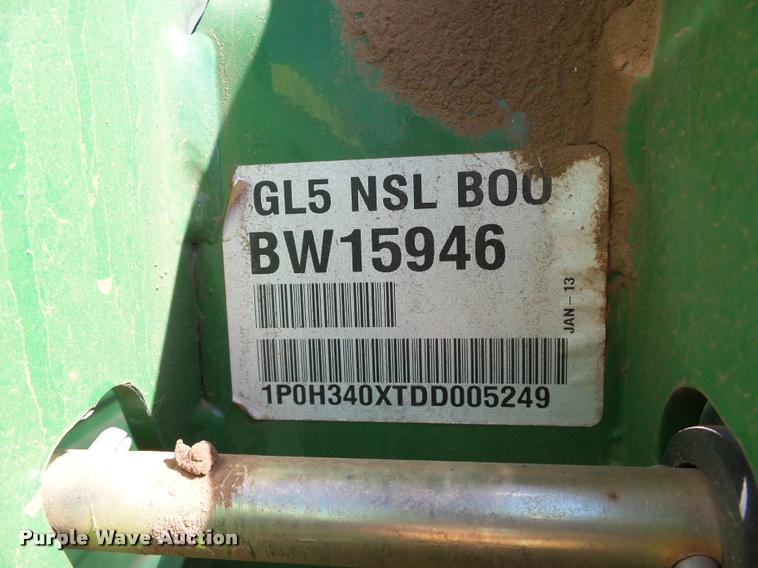 GL5 NSL BOO
BW15946
JAN-13
1P0H340XTDD005249
Purple Wave Auction